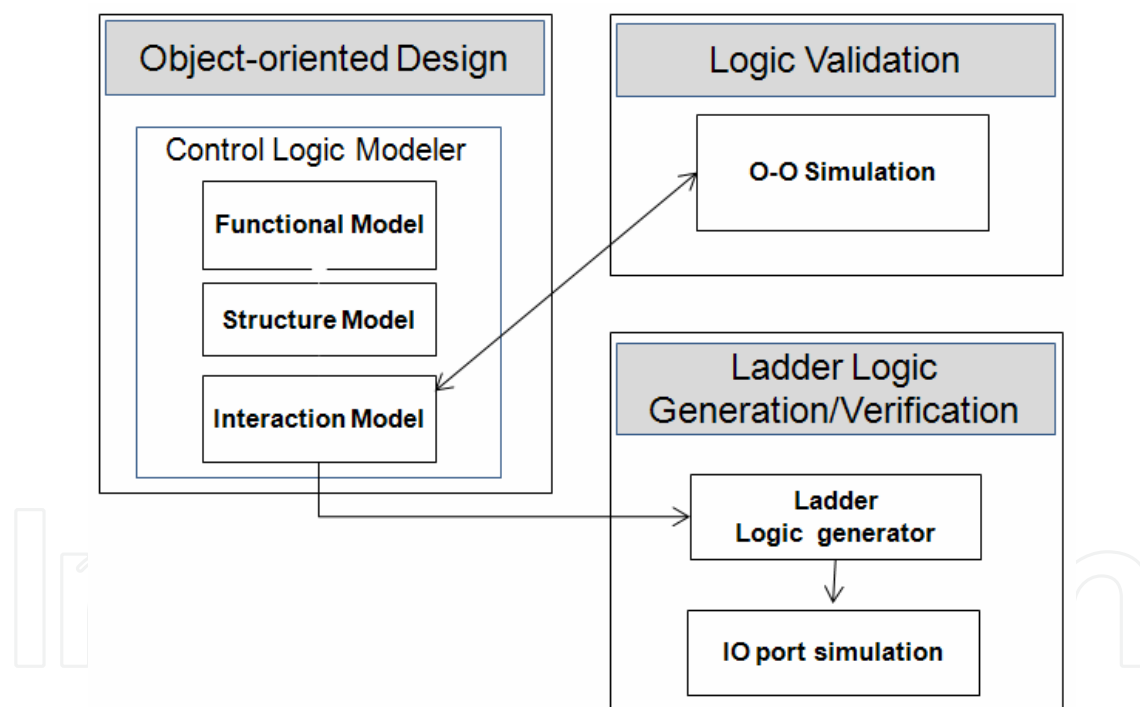 Object-oriented Design
Control Logic Modeler
Functional Model
Structure Model
Interaction Model
Logic Validation
O-O Simulation
Ladder Logic
Generation/Verification
Ladder
Logic generator
IO port simulation